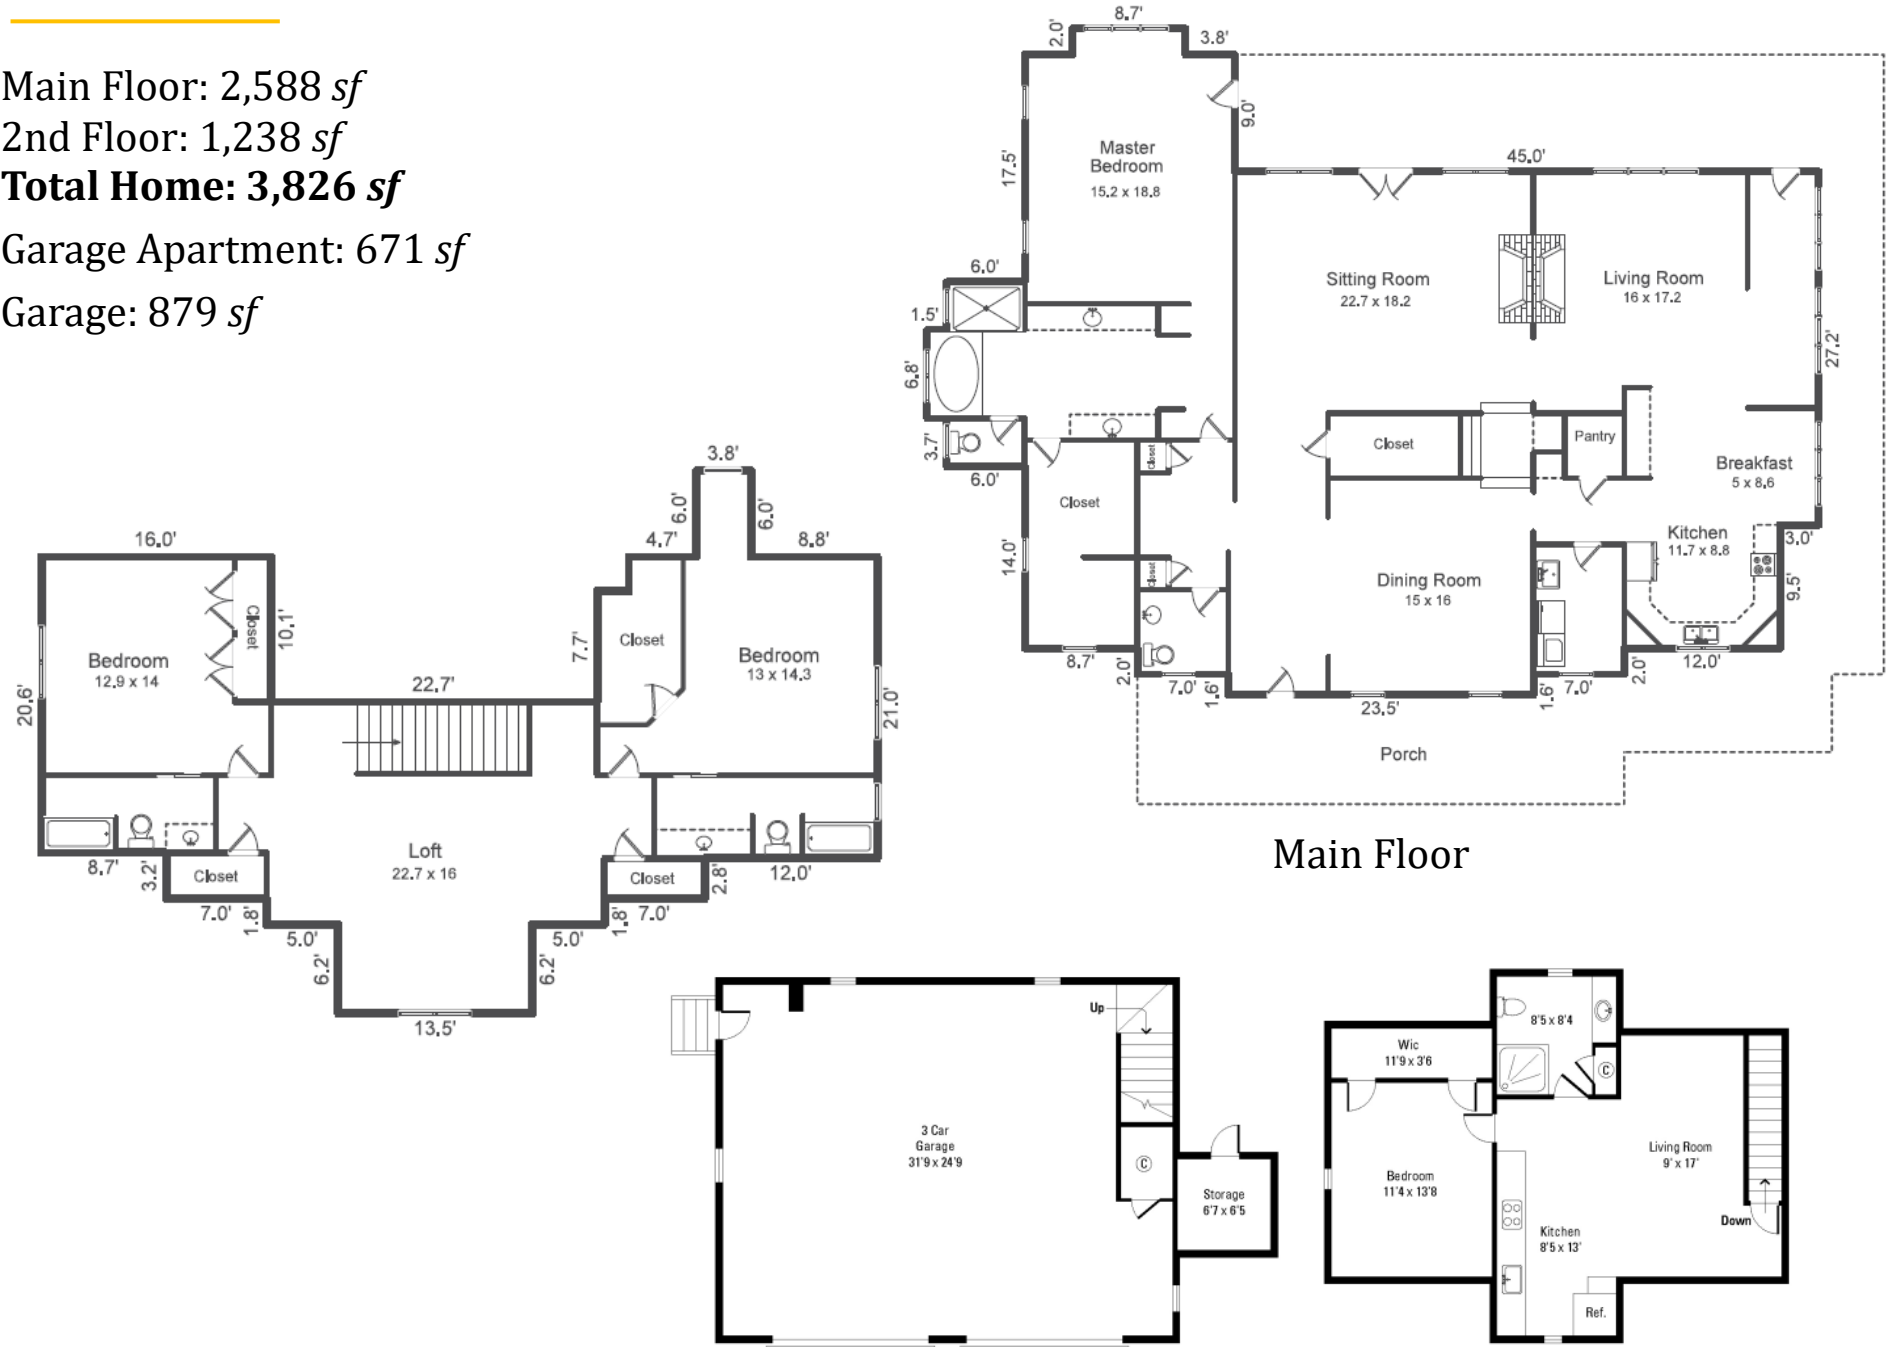 Main Floor: 2,588 sf
2nd Floor: 1,238 sf
Total Home: 3,826 sf
Garage Apartment: 671 sf
Garage: 879 sf
8.7'
2.0'
3.8'
9.0'
17.5'
Master
Bedroom
15.2 x 18.8
45.0'
6.0'
1.5'
6.8'
3.7'
6.0'
Sitting Room
22.7 x 18.2
Living Room
16 x 17.2
27.2'
Closet
Pantry
Closet
Closet
Breakfast
5 x 8.6
Kitchen
11.7 x 8.8
3.0'
9.5'
14.0'
Closet
Dining Room
15 x 16
8.7'
2.0'
7.0'
1.6'
23.5'
1.6'
7.0'
2.0'
12.0'
Porch
Main Floor
3.8'
6.0'
6.0'
16.0'
4.7'
8.8'
10.1'
Closet
Bedroom
12.9 x 14
7.7'
Closet
Bedroom
13 x 14.3
20.6'
22.7'
21.0'
Loft
22.7 x 16
8.7'
3.2'
Closet
7.0'
1.8'
5.0'
6.2'
13.5'
6.2'
5.0'
1.8'
7.0'
Closet
2.8'
12.0'
Up
3 Car
Garage
31'9 x 24'9
C
Storage
6'7 x 6'5
8'5 x 8'4
Wic
11'9 x 3'6
C
Living Room
9' x 17'
Bedroom
11'4 x 13'8
Down
Kitchen
8'5 x 13'
Ref.